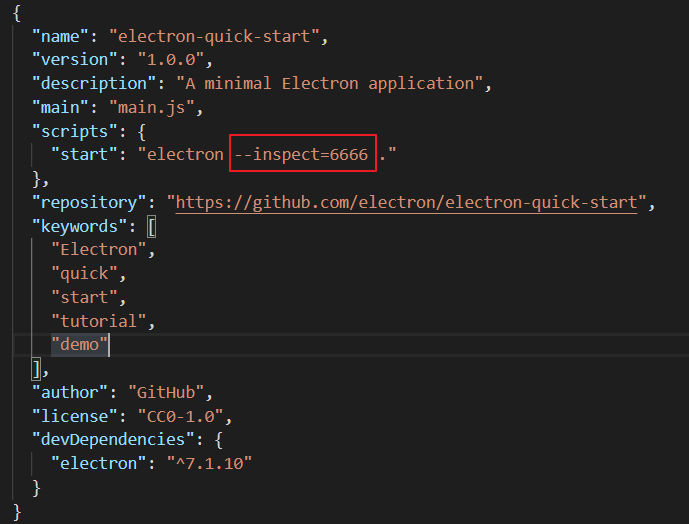 {
"name": "electron-quick-start",
"version": "1.0.0",
"description": "A minimal Electron application",
"main": "main.js",
"scripts": {
"start": "electron --inspect=6666 ."
},
"repository": "https://github.com/electron/electron-quick-start",
"keywords": [
"Electron",
"quick",
"start",
"tutorial",
"demo"
],
"author": "GitHub",
"license": "CC0-1.0",
"devDependencies": {
"electron": "^7.1.10"
}
}